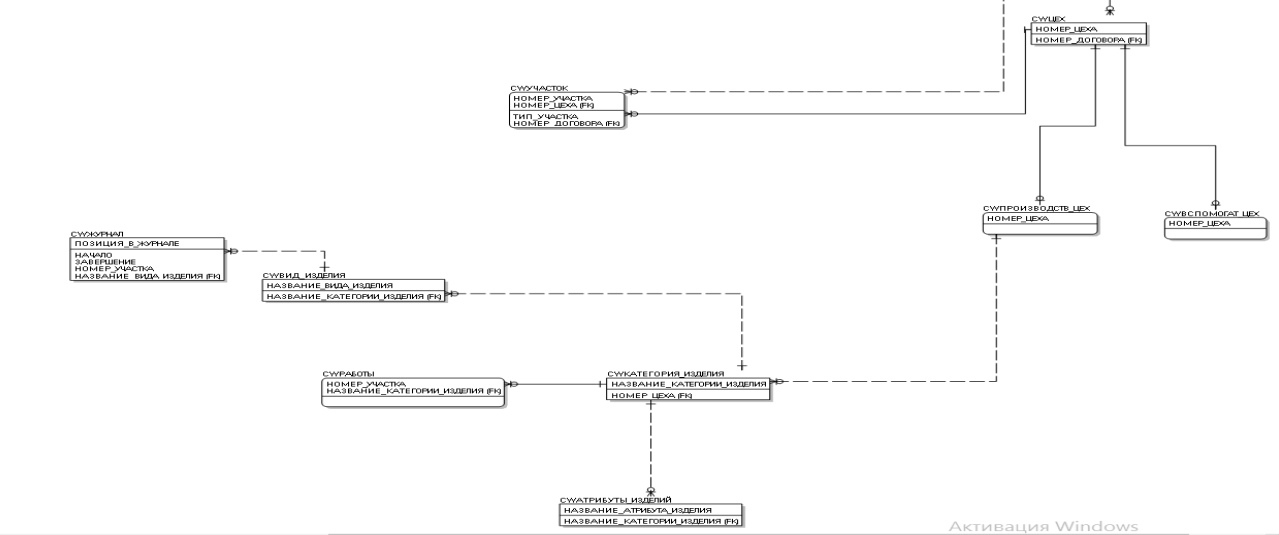 CWЦЕХ
НОМЕР_ЦЕХА
НОМЕР_ДОГОВОРА (FK)
CWУЧАСТОК
НОМЕР_УЧАСТКА
НОМЕР_ЦЕХА (FK)
ТИП_УЧАСТКА
НОМЕР_ДОГОВОРА (FK)
CWПРОИЗВОДСТВ_ЦЕХ
НОМЕР_ЦЕХА
CWВСПОМОГАТ_ЦЕХ
НОМЕР_ЦЕХА
CWЖУРНАЛ
ПОЗИЦИЯ_В_ЖУРНАЛЕ
НАЧАЛО
ЗАВЕРШЕНИЕ
НОМЕР_УЧАСТКА
НАЗВАНИЕ_ВИДА_ИЗДЕЛИЯ (FK)
CWВИД_ИЗДЕЛИЯ
НАЗВАНИЕ_ВИДА_ИЗДЕЛИЯ
НАЗВАНИЕ_КАТЕГОРИИ_ИЗДЕЛИЯ (FK)
CWРАБОТЫ
НОМЕР_УЧАСТКА
НАЗВАНИЕ_КАТЕГОРИИ_ИЗДЕЛИЯ (FK)
CWКАТЕГОРИЯ_ИЗДЕЛИЯ
НАЗВАНИЕ_КАТЕГОРИИ_ИЗДЕЛИЯ
НОМЕР_ЦЕХА (FK)
CWАТРИБУТЫ_ИЗДЕЛИЙ
НАЗВАНИЕ_АТРИБУТА_ИЗДЕЛИЯ
НАЗВАНИЕ_КАТЕГОРИИ_ИЗДЕЛИЯ (FK)
Активация Windows